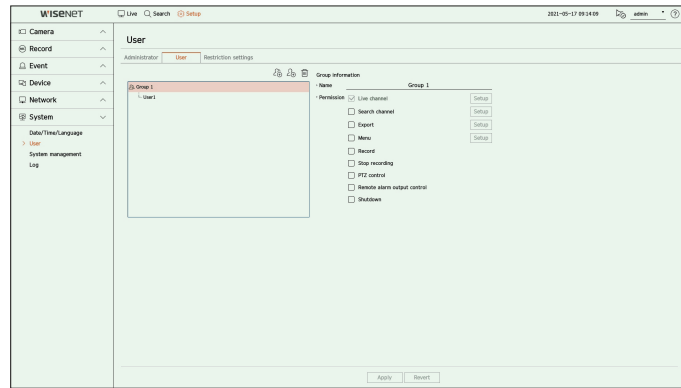 WISENET
Live Search Setup 2021-05-17 09:14:09 admin
Camera
Record
Event
Device
Network
System
Date/Time/Language
> User
System management
Log
User
Administrator User Restriction settings
Group 1
User1
Group information
Name Group 1
Permission Live channel Setup
Search channel Setup
Export Setup
Menu Setup
Record
Stop recording
PTZ control
Remote alarm output control
Shutdown
Apply Revert